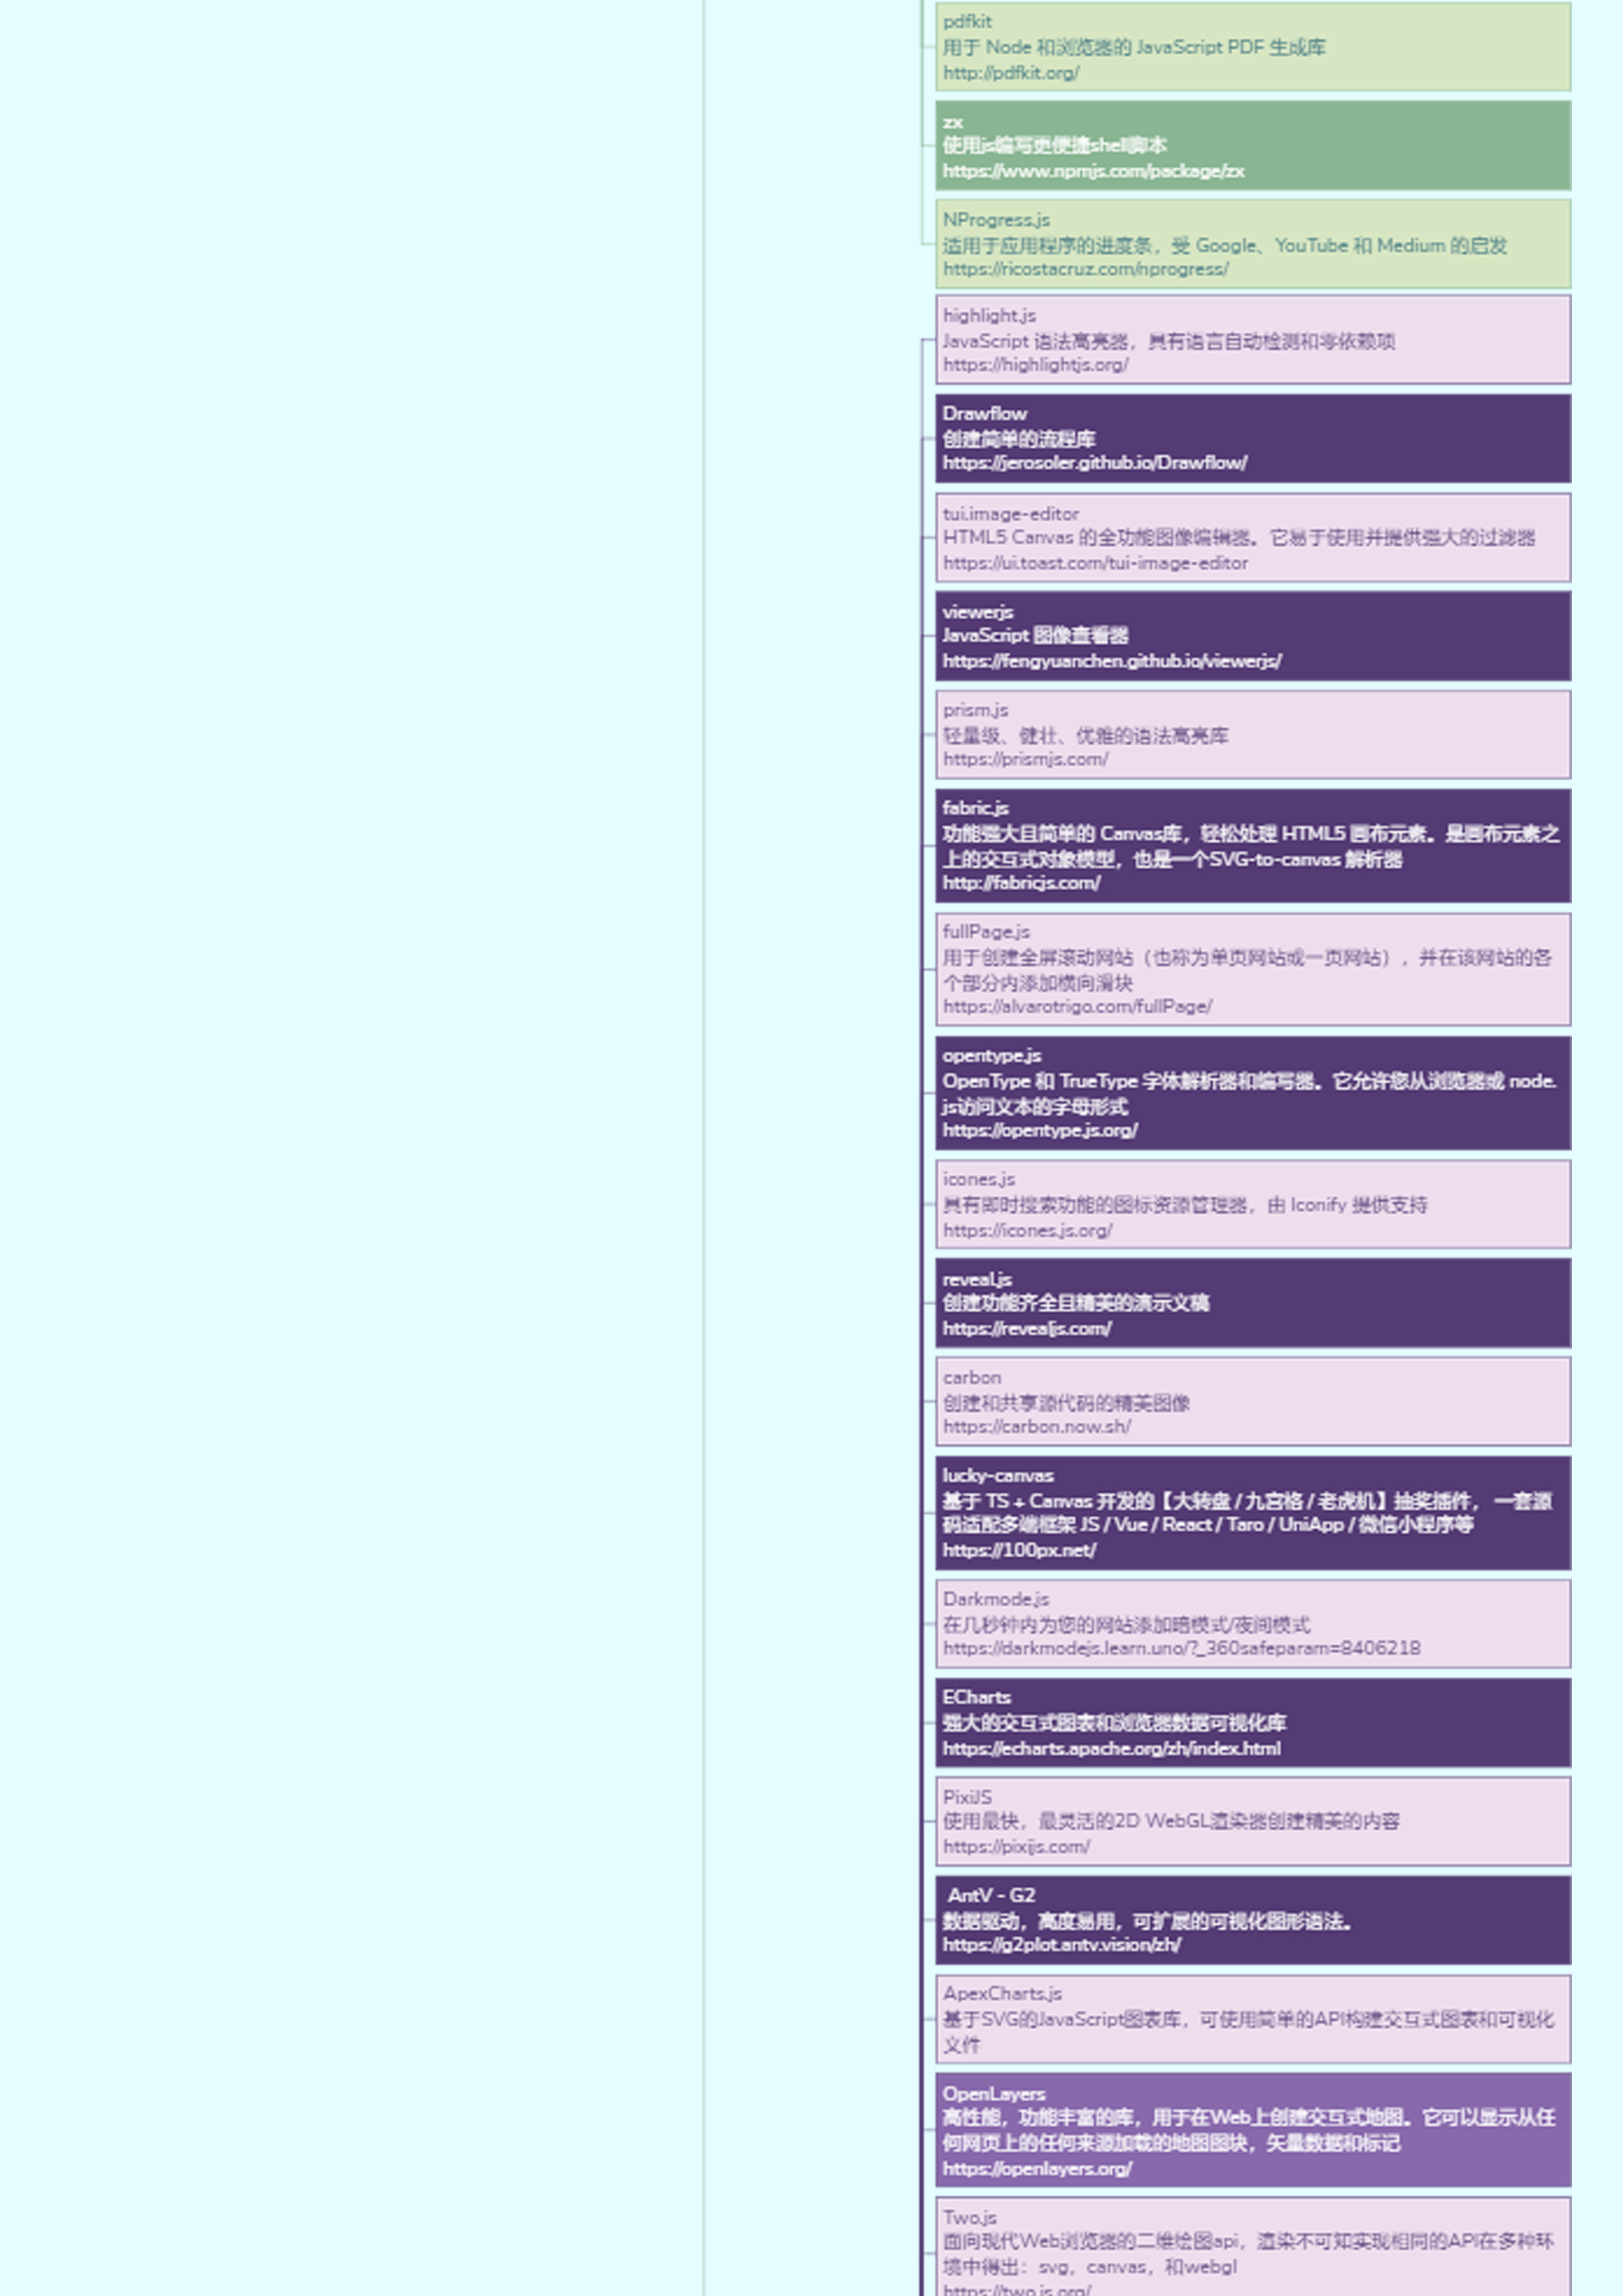 pdfkit
用于 Node 和浏览器的 JavaScript PDF 生成库
http://pdfkit.org/
zx
使用js编写更便捷shell脚本
https://www.npmjs.com/package/zx
NProgress.js
适用于应用程序的进度条，受 Google、YouTube 和 Medium 的启发
https://ricostacruz.com/nprogress/
highlight.js
JavaScript 语法高亮器，具有语言自动检测和零依赖项
https://highlightjs.org/
Drawflow
创建简单的流程库
https://jerosoler.github.io/Drawflow/
tui.image-editor
HTML5 Canvas 的全功能图像编辑器。它易于使用并提供强大的过滤器
https://ui.toast.com/tui-image-editor
viewerjs
JavaScript 图像查看器
https://fengyuanchen.github.io/viewerjs/
prism.js
轻量级、健壮、优雅的语法高亮库
https://prismjs.com/
fabric.js
功能强大且简单的 Canvas库，轻松处理 HTML5 画布元素。是画布元素之
上的交互式对象模型，也是一个SVG-to-canvas 解析器
http://fabricjs.com/
fullPage.js
用于创建全屏滚动网站（也称为单页网站或一页网站），并在该网站的各
个部分内添加横向滑块
https://alvarotrigo.com/fullPage/
opentype.js
OpenType 和 TrueType 字体解析器和编写器。它允许您从浏览器或 node.
js访问文本的字母形式
https://opentype.js.org/
icones.js
具有即时搜索功能的图标资源管理器，由 Iconify 提供支持
https://icones.js.org/
reveal.js
创建功能齐全且精美的演示文稿
https://revealjs.com/
carbon
创建和共享源代码的精美图像
https://carbon.now.sh/
lucky-canvas
基于 TS + Canvas 开发的【大转盘 / 九宫格 / 老虎机】抽奖插件， 一套源
码适配多端框架 JS / Vue / React / Taro / UniApp / 微信小程序等
https://100px.net/
Darkmode.js
在几秒钟内为您的网站添加暗模式/夜间模式
https://darkmodejs.learn.uno/?_360safeparam=8406218
ECharts
强大的交互式图表和浏览器数据可视化库
https://echarts.apache.org/zh/index.html
PixiJS
使用最快，最灵活的2D WebGL渲染器创建精美的内容
https://pixijs.com/
AntV - G2
数据驱动，高度易用，可扩展的可视化图形语法。
https://g2plot.antv.vision/zh/
ApexCharts.js
基于SVG的JavaScript图表库，可使用简单的API构建交互式图表和可视化
文件
OpenLayers
高性能，功能丰富的库，用于在Web上创建交互式地图。它可以显示从任
何网页上的任何来源加载的地图图块，矢量数据和标记
https://openlayers.org/
Two.js
面向现代Web浏览器的二维绘图api，渲染不可知实现相同的API在多种环
境中得出：svg，canvas，和webgl
https://two.js.org/